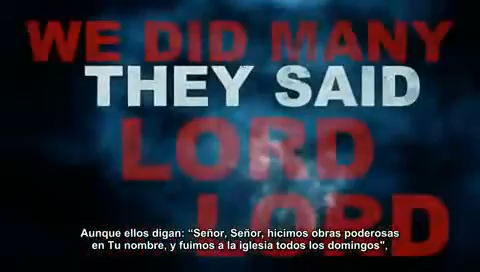 WE DID MANY
THEY SAID
LORD
LORD
Aunque ellos digan: “Señor, Señor, hicimos obras poderosas
en Tu nombre, y fuimos a la iglesia todos los domingos",